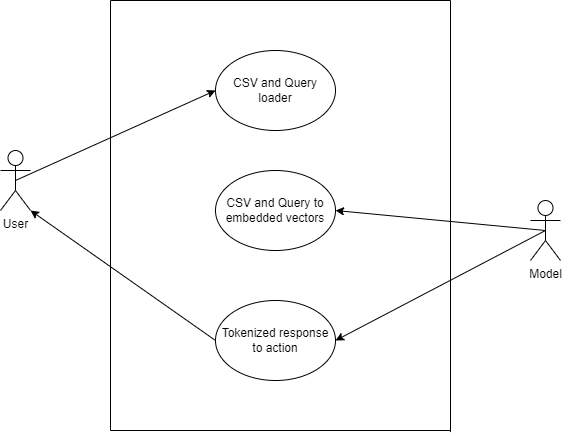 CSV and Query
loader
CSV and Query to
embedded vectors
User
Model
Tokenized response
to action